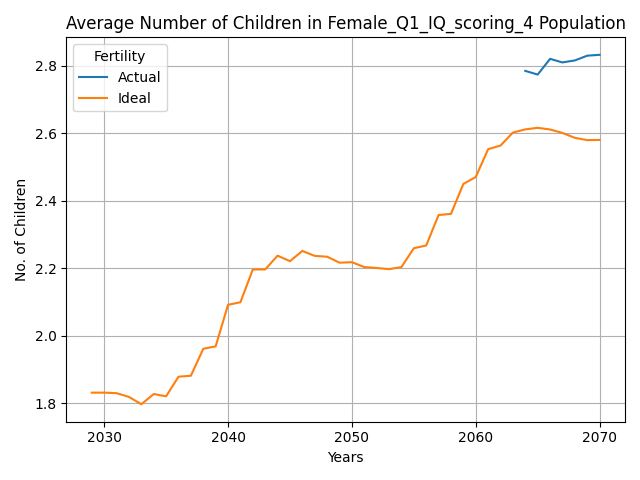 Average Number of Children in Female_Q1_IQ_scoring_4 Population
Fertility
Actual
Ideal
No. of Children
2.8
2.6
2.4
2.2
2.0
1.8
2030
2040
2050
2060
2070
Years